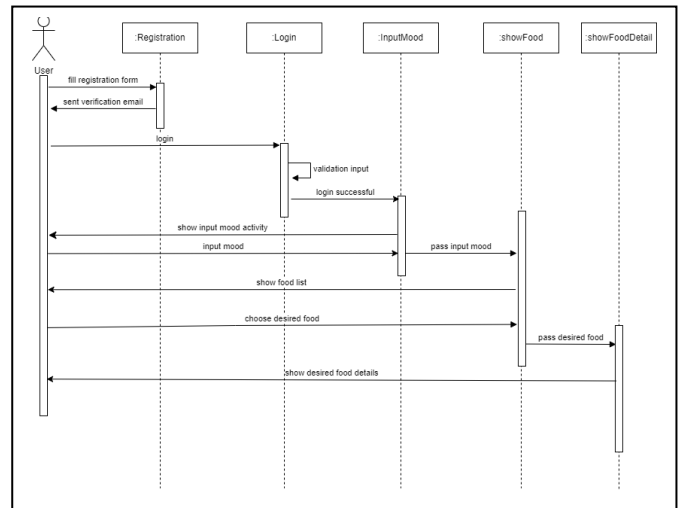 :Registration
:Login
:InputMood
:showFood
:showFoodDetail
User
fill registration form
sent verification email
login
validation input
login successful
show input mood activity
input mood
pass input mood
show food list
choose desired food
pass desired food
show desired food details